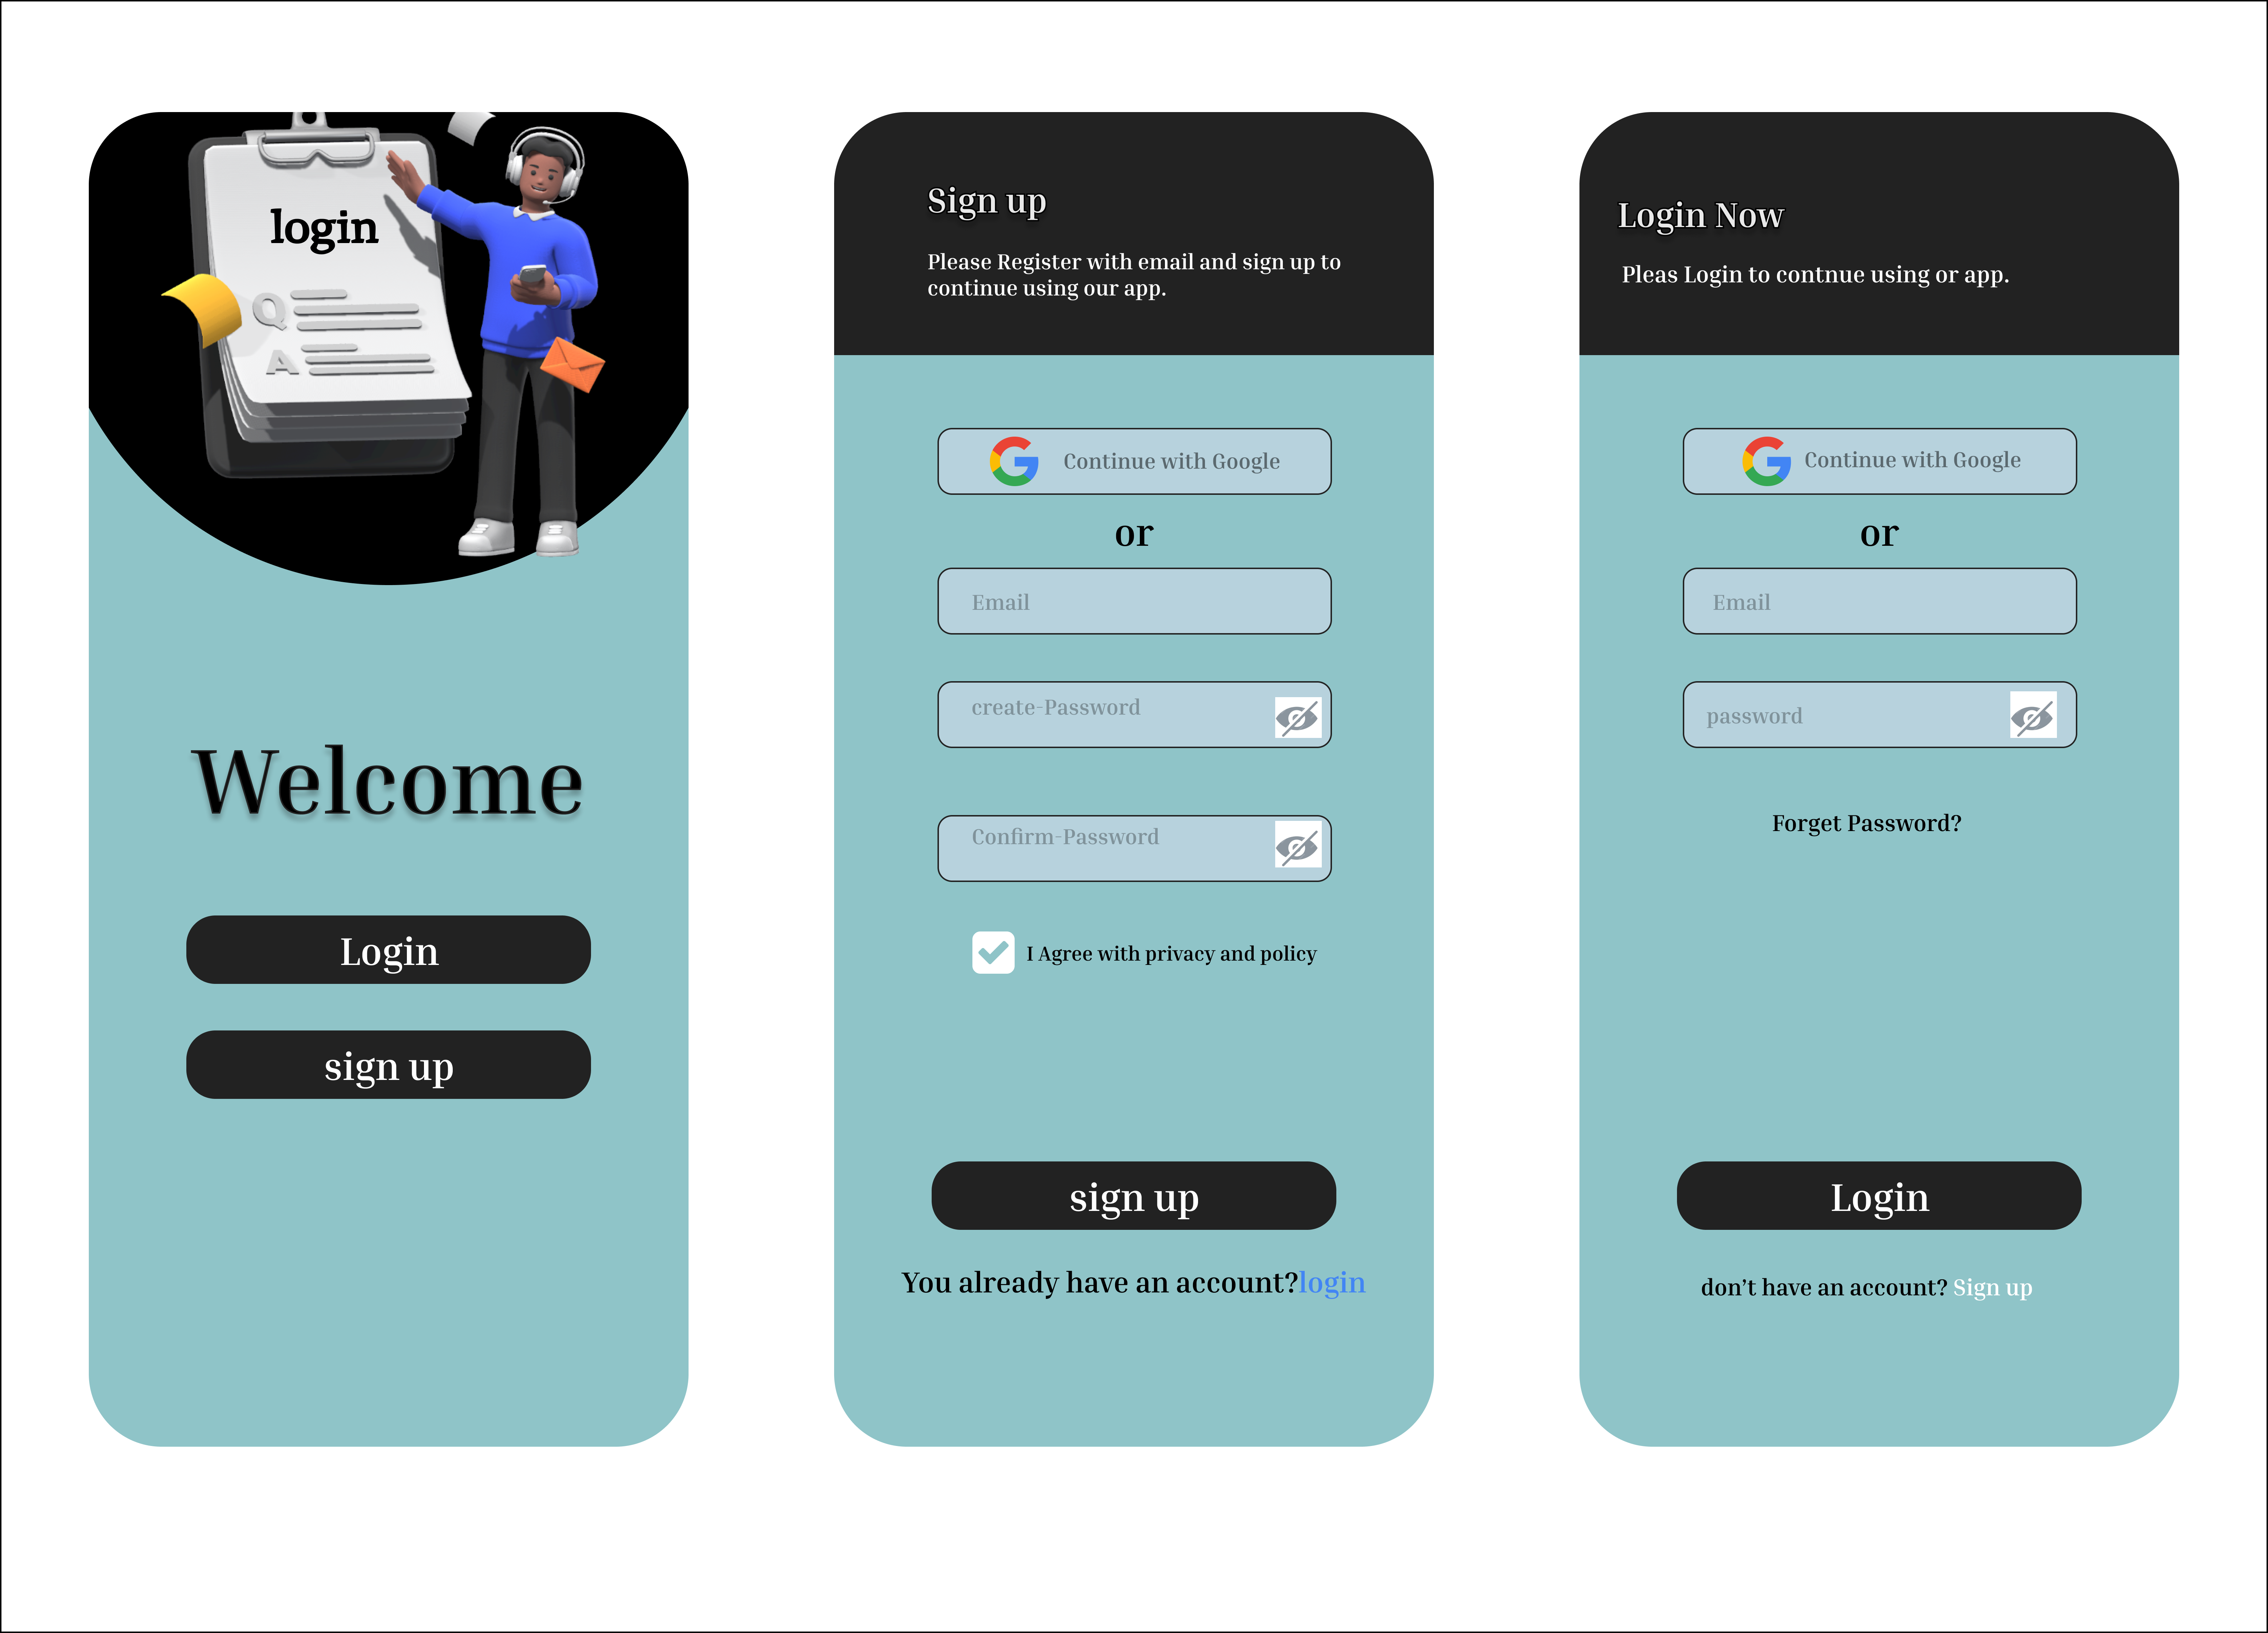 login
Q
A
Welcome
Login
sign up
Sign up
Please Register with email and sign up to
continue using our app.
Continue with Google
or
Email
create-Password
Confirm-Password
I Agree with privacy and policy
sign up
You already have an account?login
Login Now
Pleas Login to contnue using or app.
Continue with Google
or
Email
password
Forget Password?
Login
don’t have an account? Sign up